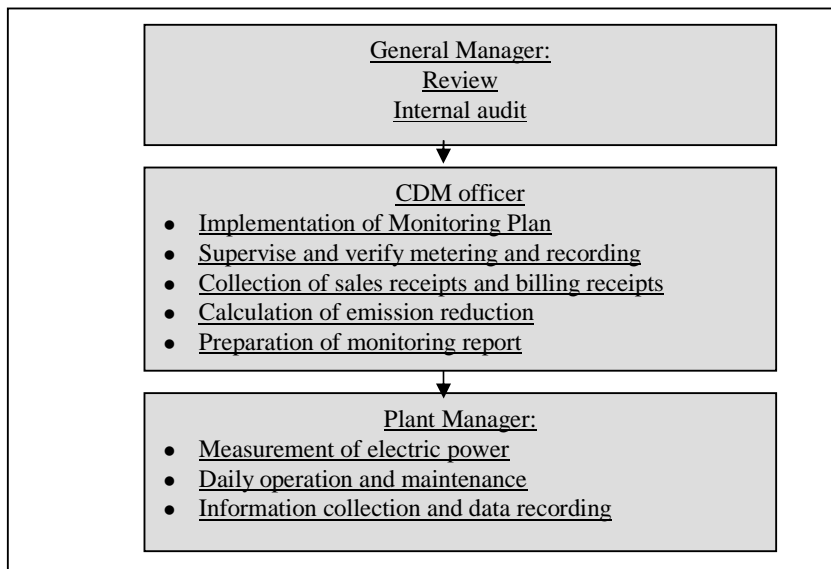 General Manager:
Review
Internal audit
CDM officer
● Implementation of Monitoring Plan
● Supervise and verify metering and recording
● Collection of sales receipts and billing receipts
● Calculation of emission reduction
● Preparation of monitoring report
Plant Manager:
● Measurement of electric power
● Daily operation and maintenance
● Information collection and data recording